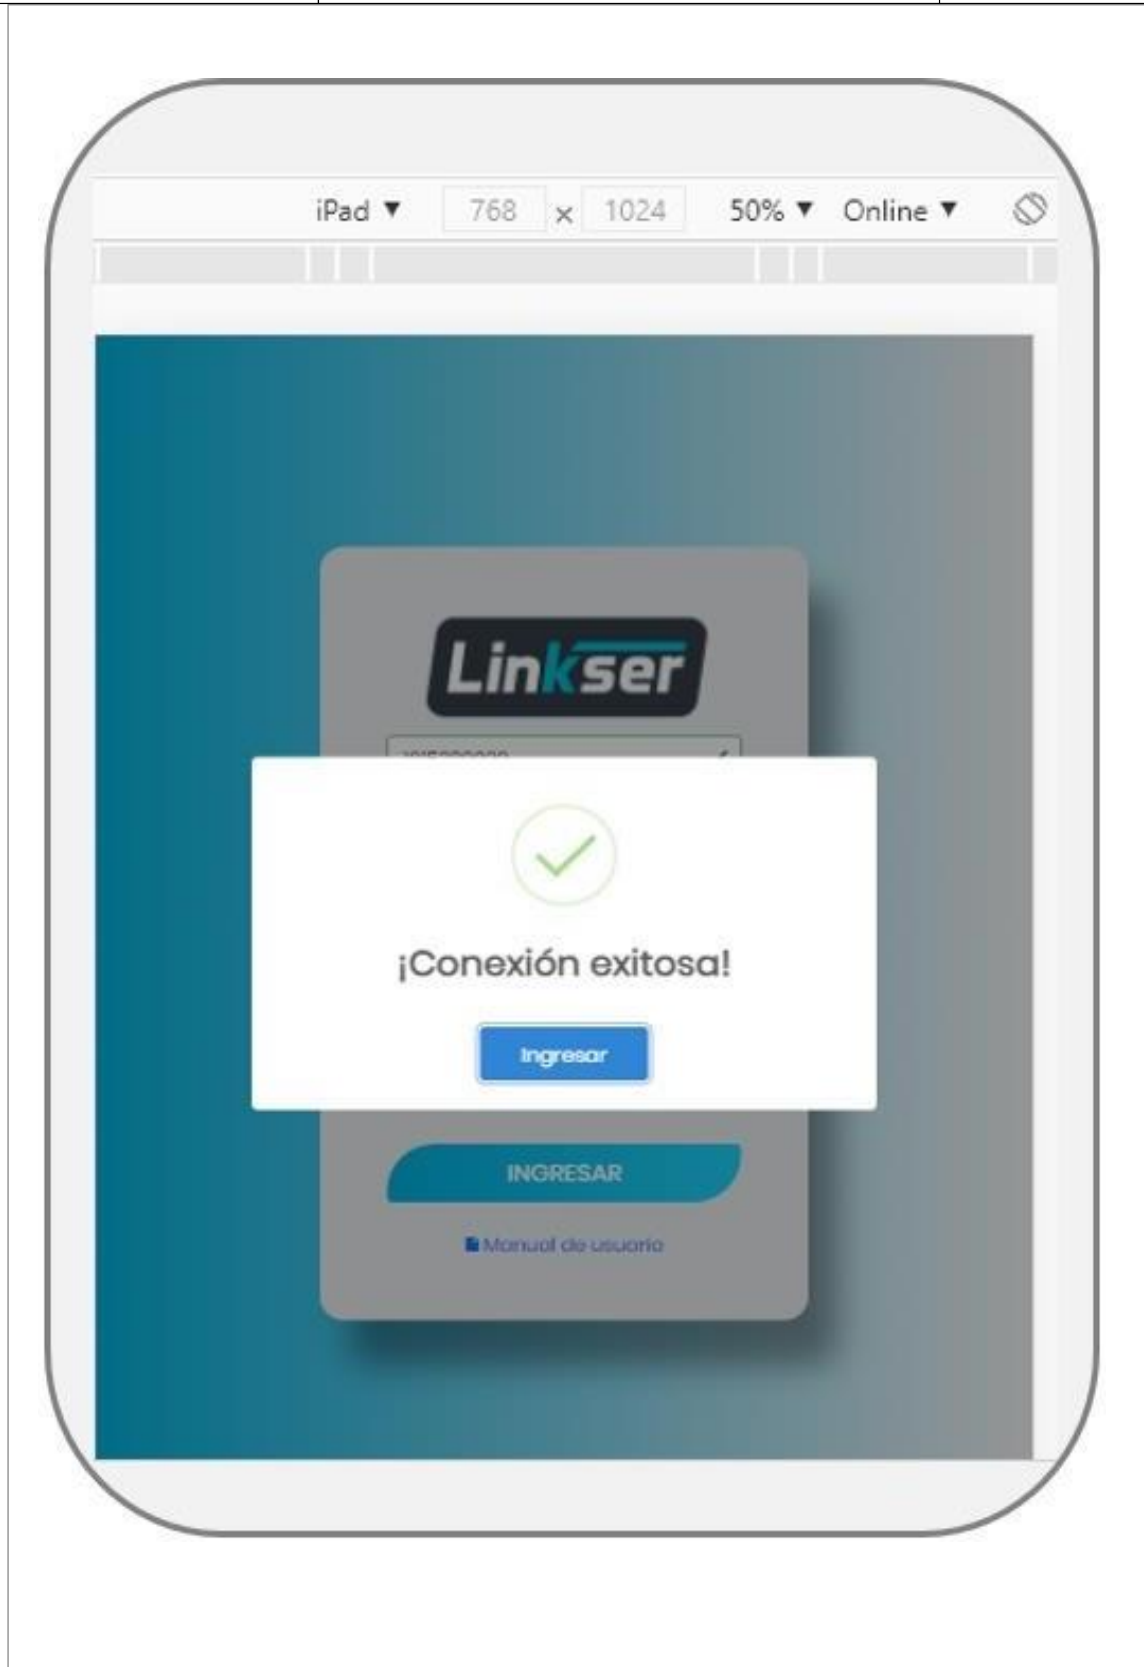 iPad ▼ 768 × 1024 50% ▼ Online ▼
Linkser
¡Conexión exitosa!
Ingresar
INGRESAR
Manual de usuario